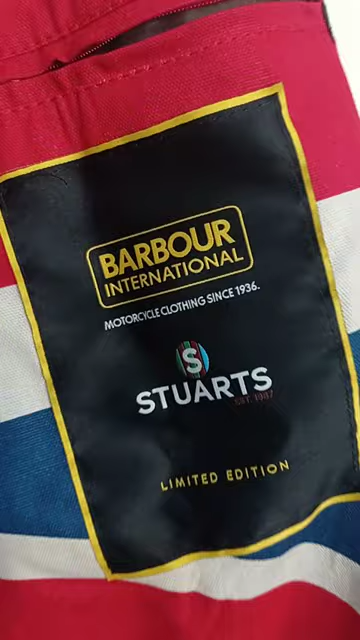 BARBOUR
INTERNATIONAL
MOTORCYCLE CLOTHING SINCE 1936.
S
STUARTS
EST. 1967
LIMITED EDITION